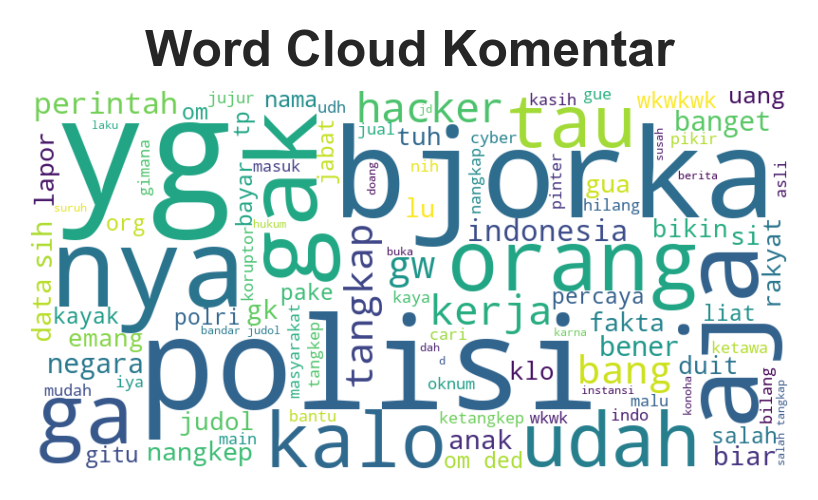 Word Cloud Komentar
perintah
om
jujur
nama
udh
hacker
jd
tau
kasih
gue
wkwkwk
uang
laku
yg
gimana
tp
gak
jabat
jual
tuh
cyber
nangkap
pinter
banget
pikir
susah
lapor
masuk
doang
bjorka
nih
gua
hilang
berita
asli
suruh
org
bayar
hukum
lu
indonesia
bikin
si
rakyat
data sih
nya
koruptor
tangkap
buka
gw
orang
aja
kayak
polri
gk
pake
kaya
kerja
percaya
fakta
liat
emang
bandar judol
masyarakat
tangkep
cari
karna
bener
ketawa
negara
polisi
dah
d
klo
bang
duit
mudah
iya
oknum
instansi
malu
konoha
bilang
ga
judol
bantu
kalo
ketangkep
wkwk
indo
udah
salah
salah tangkap
gitu
nangkep
main
anak
om ded
biar